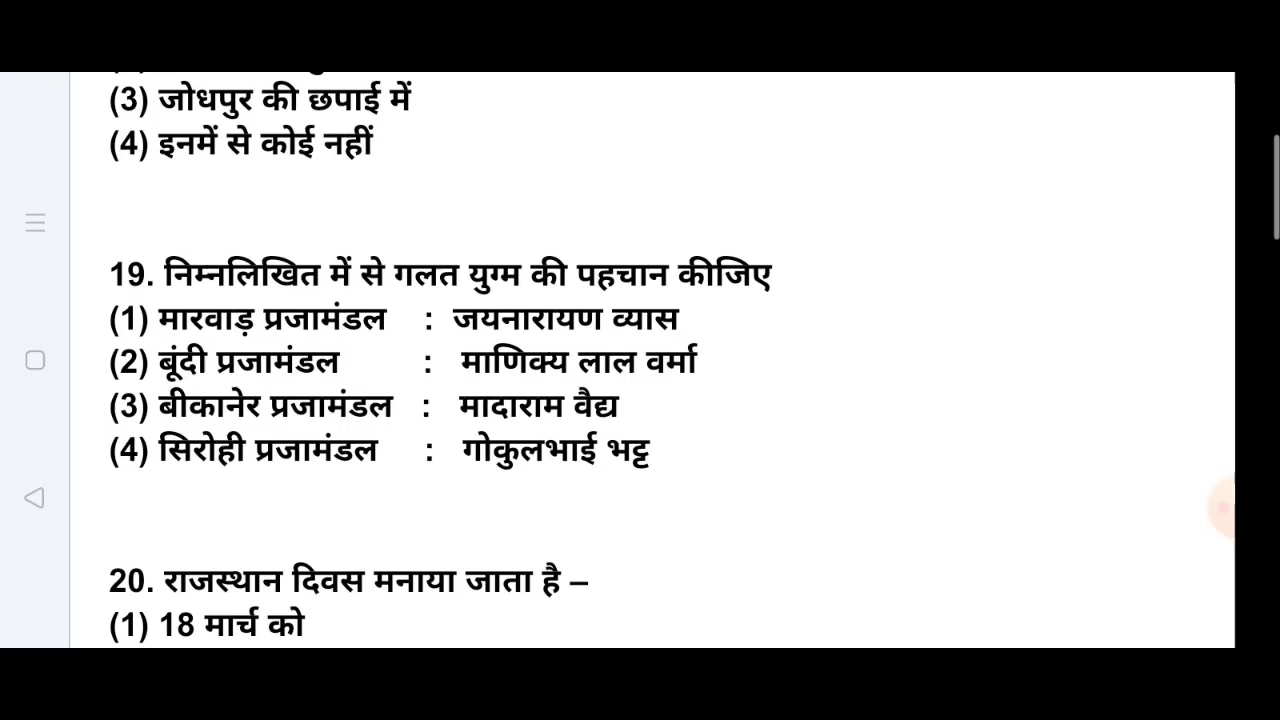 (3) जोधपुर की छपाई में
(4) इनमें से कोई नहीं
19. निम्नलिखित में से गलत युग्म की पहचान कीजिए
(1) मारवाड़ प्रजामंडल : जयनारायण व्यास
(2) बूंदी प्रजामंडल : माणिक्य लाल वर्मा
(3) बीकानेर प्रजामंडल : मादाराम वैद्य
(4) सिरोही प्रजामंडल : गोकुलभाई भट्ट
20. राजस्थान दिवस मनाया जाता है –
(1) 18 मार्च को